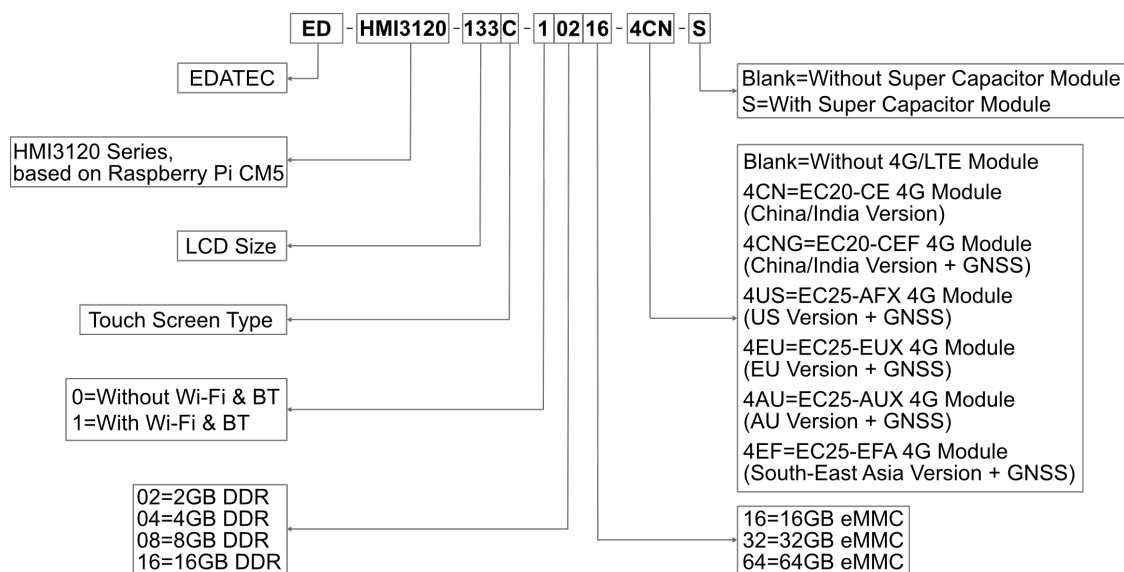 ED - HMI3120 - 133 C - 1 02 16 - 4CN - S
EDATEC
HMI3120 Series,
based on Raspberry Pi CM5
LCD Size
Touch Screen Type
0=Without Wi-Fi & BT
1=With Wi-Fi & BT
02=2GB DDR
04=4GB DDR
08=8GB DDR
16=16GB DDR
Blank=Without Super Capacitor Module
S=With Super Capacitor Module
Blank=Without 4G/LTE Module
4CN=EC20-CE 4G Module
(China/India Version)
4CNG=EC20-CEF 4G Module
(China/India Version + GNSS)
4US=EC25-AFX 4G Module
(US Version + GNSS)
4EU=EC25-EUX 4G Module
(EU Version + GNSS)
4AU=EC25-AUX 4G Module
(AU Version + GNSS)
4EF=EC25-EFA 4G Module
(South-East Asia Version + GNSS)
16=16GB eMMC
32=32GB eMMC
64=64GB eMMC